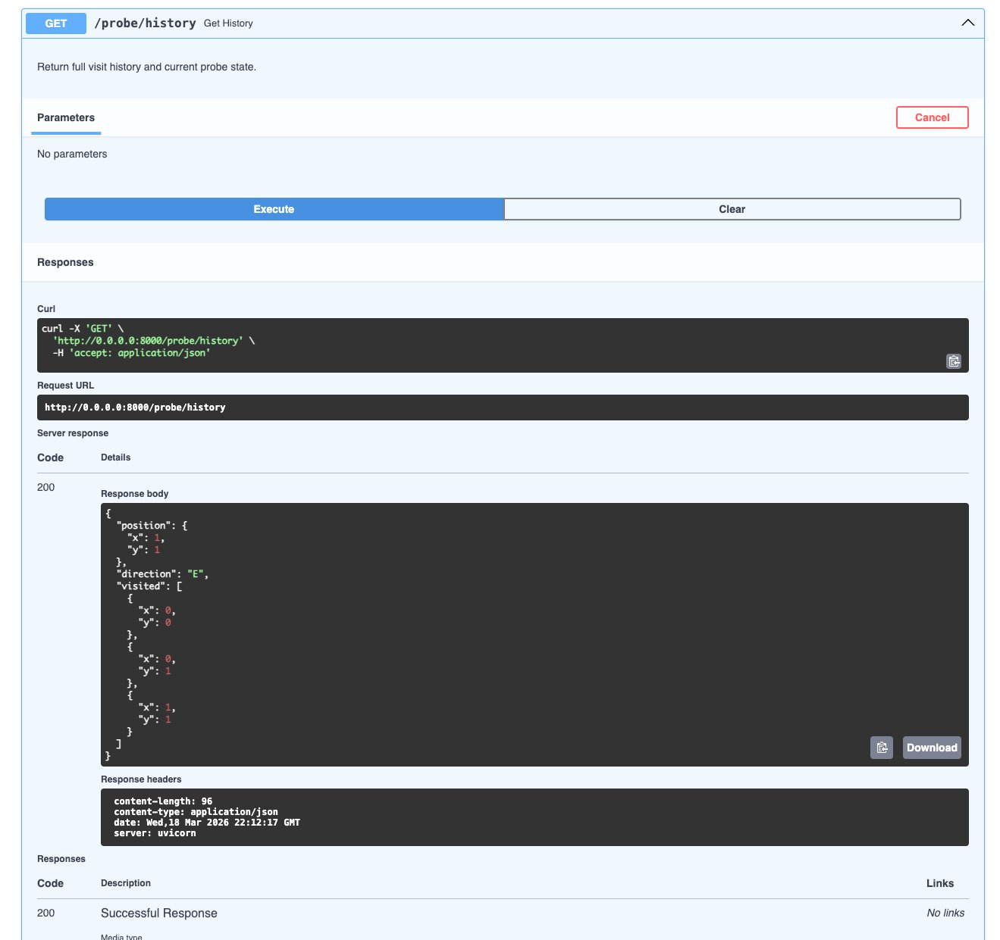 GET /probe/history Get History
Return full visit history and current probe state.
Parameters
Cancel
No parameters
Execute
Clear
Responses
Curl
curl -X 'GET' \
  'http://0.0.0.0:8000/probe/history' \
  -H 'accept: application/json'
Request URL
http://0.0.0.0:8000/probe/history
Server response
Code Details
200
Response body
{
  "position": {
    "x": 1,
    "y": 1
  },
  "direction": "E",
  "visited": [
    {
      "x": 0,
      "y": 0
    },
    {
      "x": 0,
      "y": 1
    },
    {
      "x": 1,
      "y": 1
    }
  ]
}
Download
Response headers
content-length: 96
content-type: application/json
date: Wed,18 Mar 2026 22:12:17 GMT
server: uvicorn
Responses
Code Description Links
200 Successful Response No links
Media type